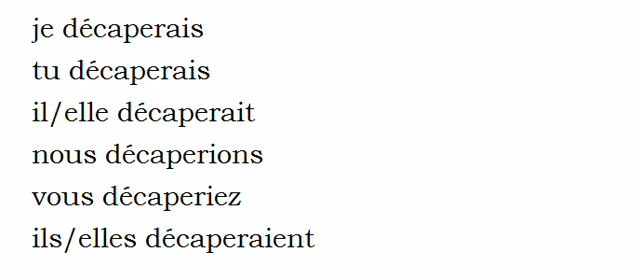 je décaperais
tu décaperais
il/elle décaperait
nous décaperions
vous décaperiez
ils/elles décaperaient